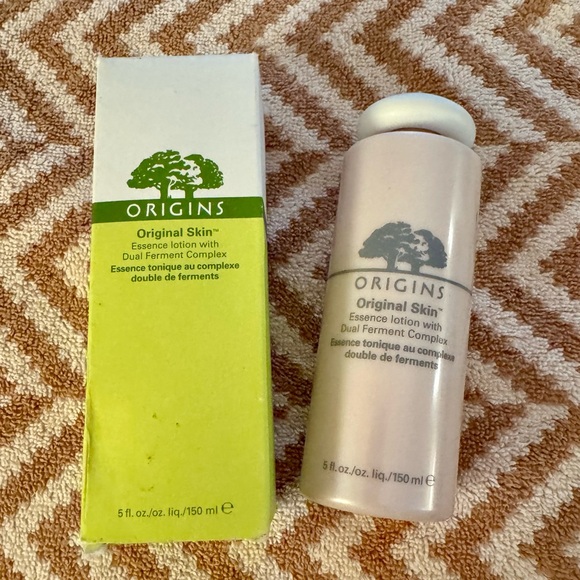 ORIGINS
Original Skin™
Essence lotion with
Dual Ferment Complex
Essence tonique au complexe
double de ferments
5 fl. oz./oz. liq./150 ml ℮
ORIGINS
Original Skin™
Essence lotion with
Dual Ferment Complex
Essence tonique au complexe
double de ferments
5 fl. oz./oz. liq./150 ml ℮